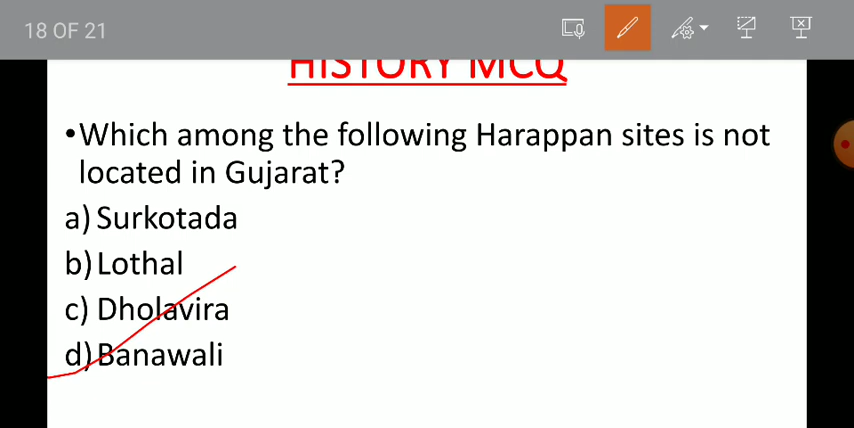 18 OF 21
HISTORY MCQ
•Which among the following Harappan sites is not
located in Gujarat?
a) Surkotada
b) Lothal
c) Dholavira
d) Banawali